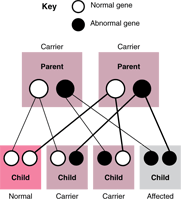 Key
Normal gene
Abnormal gene
Carrier
Carrier
Parent
Parent
Child
Child
Child
Child
Normal
Carrier
Carrier
Affected